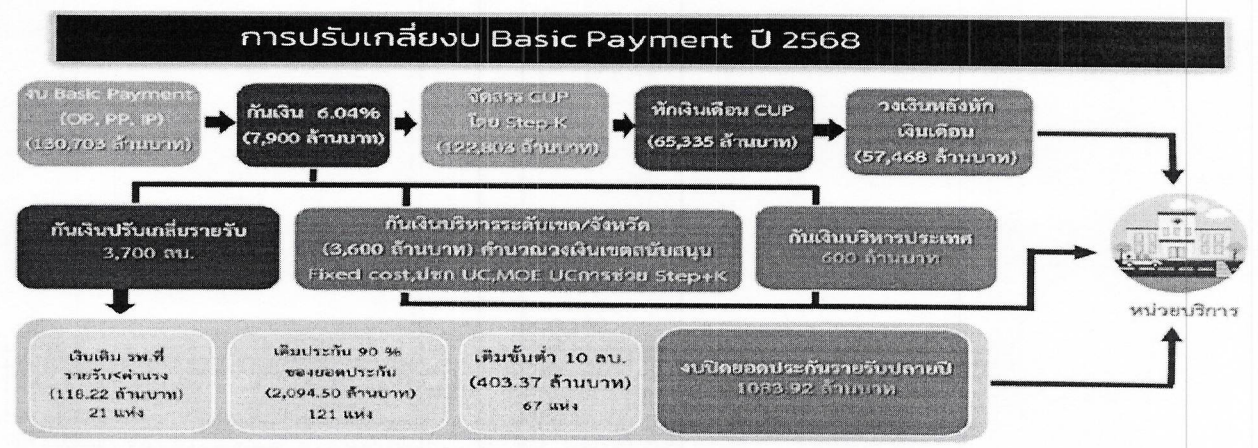 การปรับเกลี่ยงบ Basic Payment ปี 2568
งบ Basic Payment
(OP, PP, IP)
(130,703 ล้านบาท)
กันเงิน 6.04%
(7,900 ล้านบาท)
จัดสรร CUP
โดย Step K
(122,803 ล้านบาท)
หักเงินเดือน CUP
(65,335 ล้านบาท)
วงเงินหลังหัก
เงินเดือน
(57,468 ล้านบาท)
กันเงินปรับเกลี่ยรายรับ
3,700 ลบ.
กันเงินบริหารระดับเขต/จังหวัด
(3,600 ล้านบาท) คำนวณวงเงินเขตสนับสนุน
Fixed cost,ปชก UC,MOE UCการช่วย Step+K
กันเงินบริหารประเทศ
600 ล้านบาท
หน่วยบริการ
เงินเติม รพ.ที่
รายรับ<ค่าแรง
(118.22 ล้านบาท)
21 แห่ง
เติมประกัน 90 %
ของยอดประกัน
(2,094.50 ล้านบาท)
121 แห่ง
เติมขั้นต่ำ 10 ลบ.
(403.37 ล้านบาท)
67 แห่ง
งบปิดยอดประกันรายรับปลายปี
1083.92 ล้านบาท